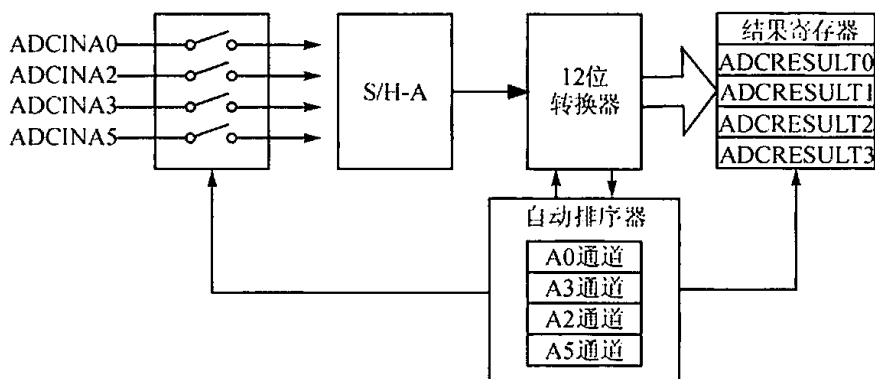 ADCINA0
ADCINA2
ADCINA3
ADCINA5
S/H-A
12位
转换器
结果寄存器
ADCRESULT0
ADCRESULT1
ADCRESULT2
ADCRESULT3
自动排序器
A0通道
A3通道
A2通道
A5通道